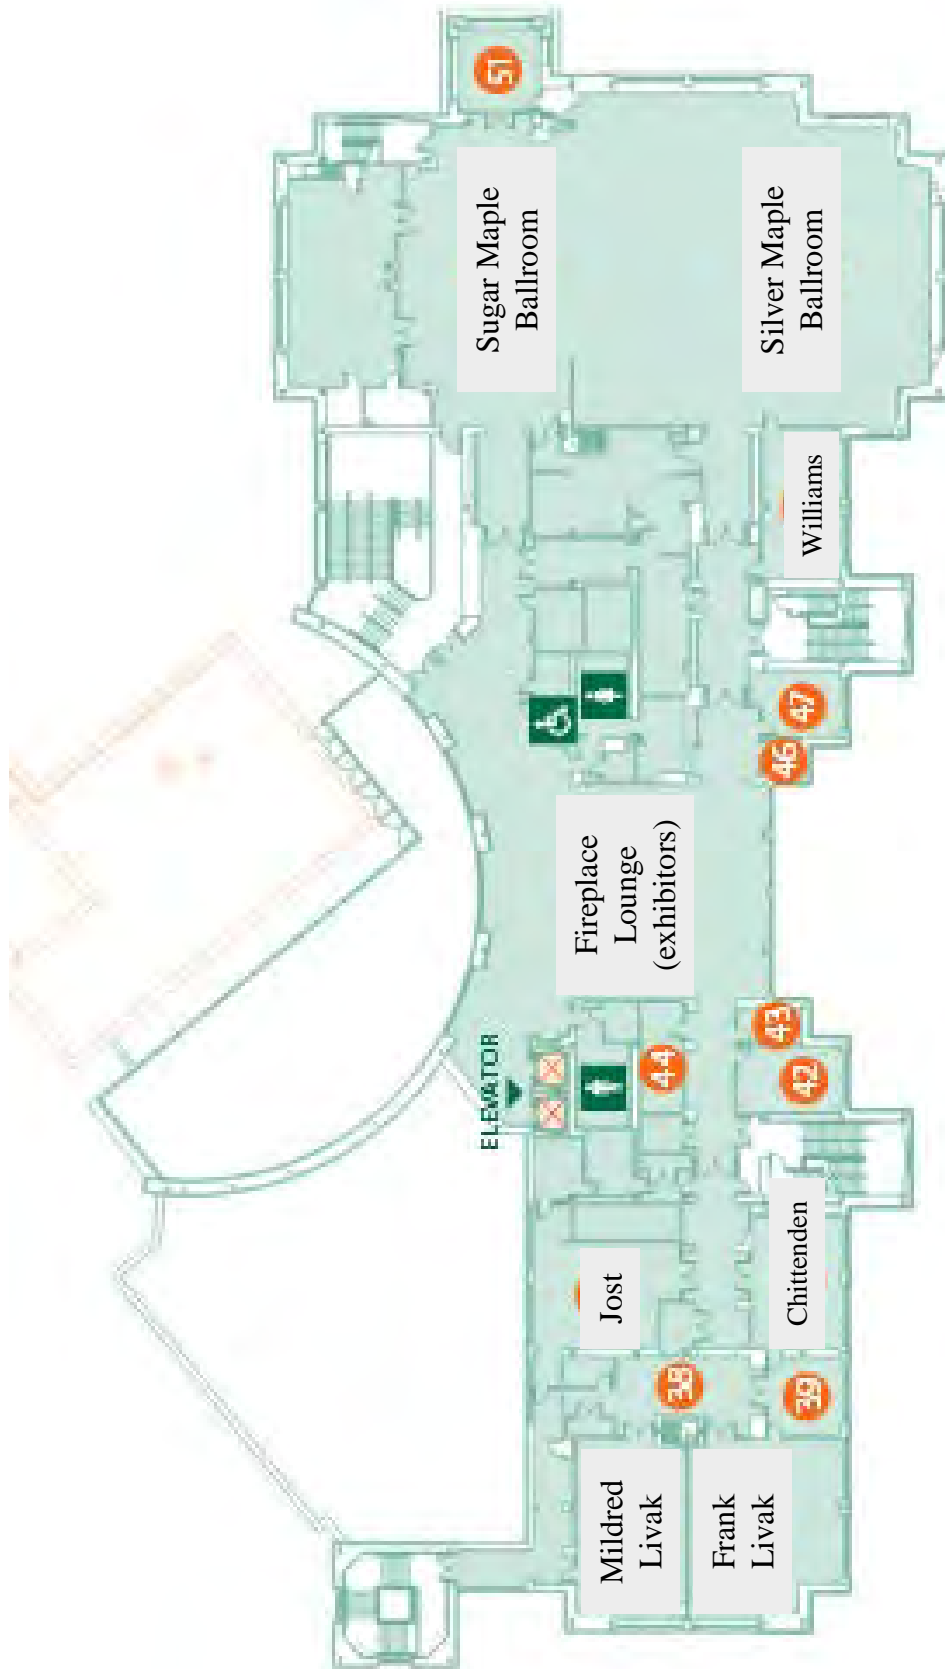 51
Sugar Maple
Ballroom
Silver Maple
Ballroom
Williams
47
46
Fireplace
Lounge
(exhibitors)
ELEVATOR
43
44
42
Chittenden
Jost
38
39
Mildred
Livak
Frank
Livak